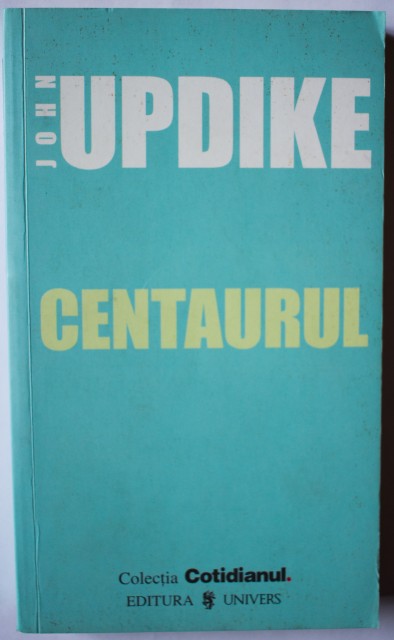 JOHN UPDIKE
CENTAURUL
Colecția Cotidianul.
EDITURA UNIVERS